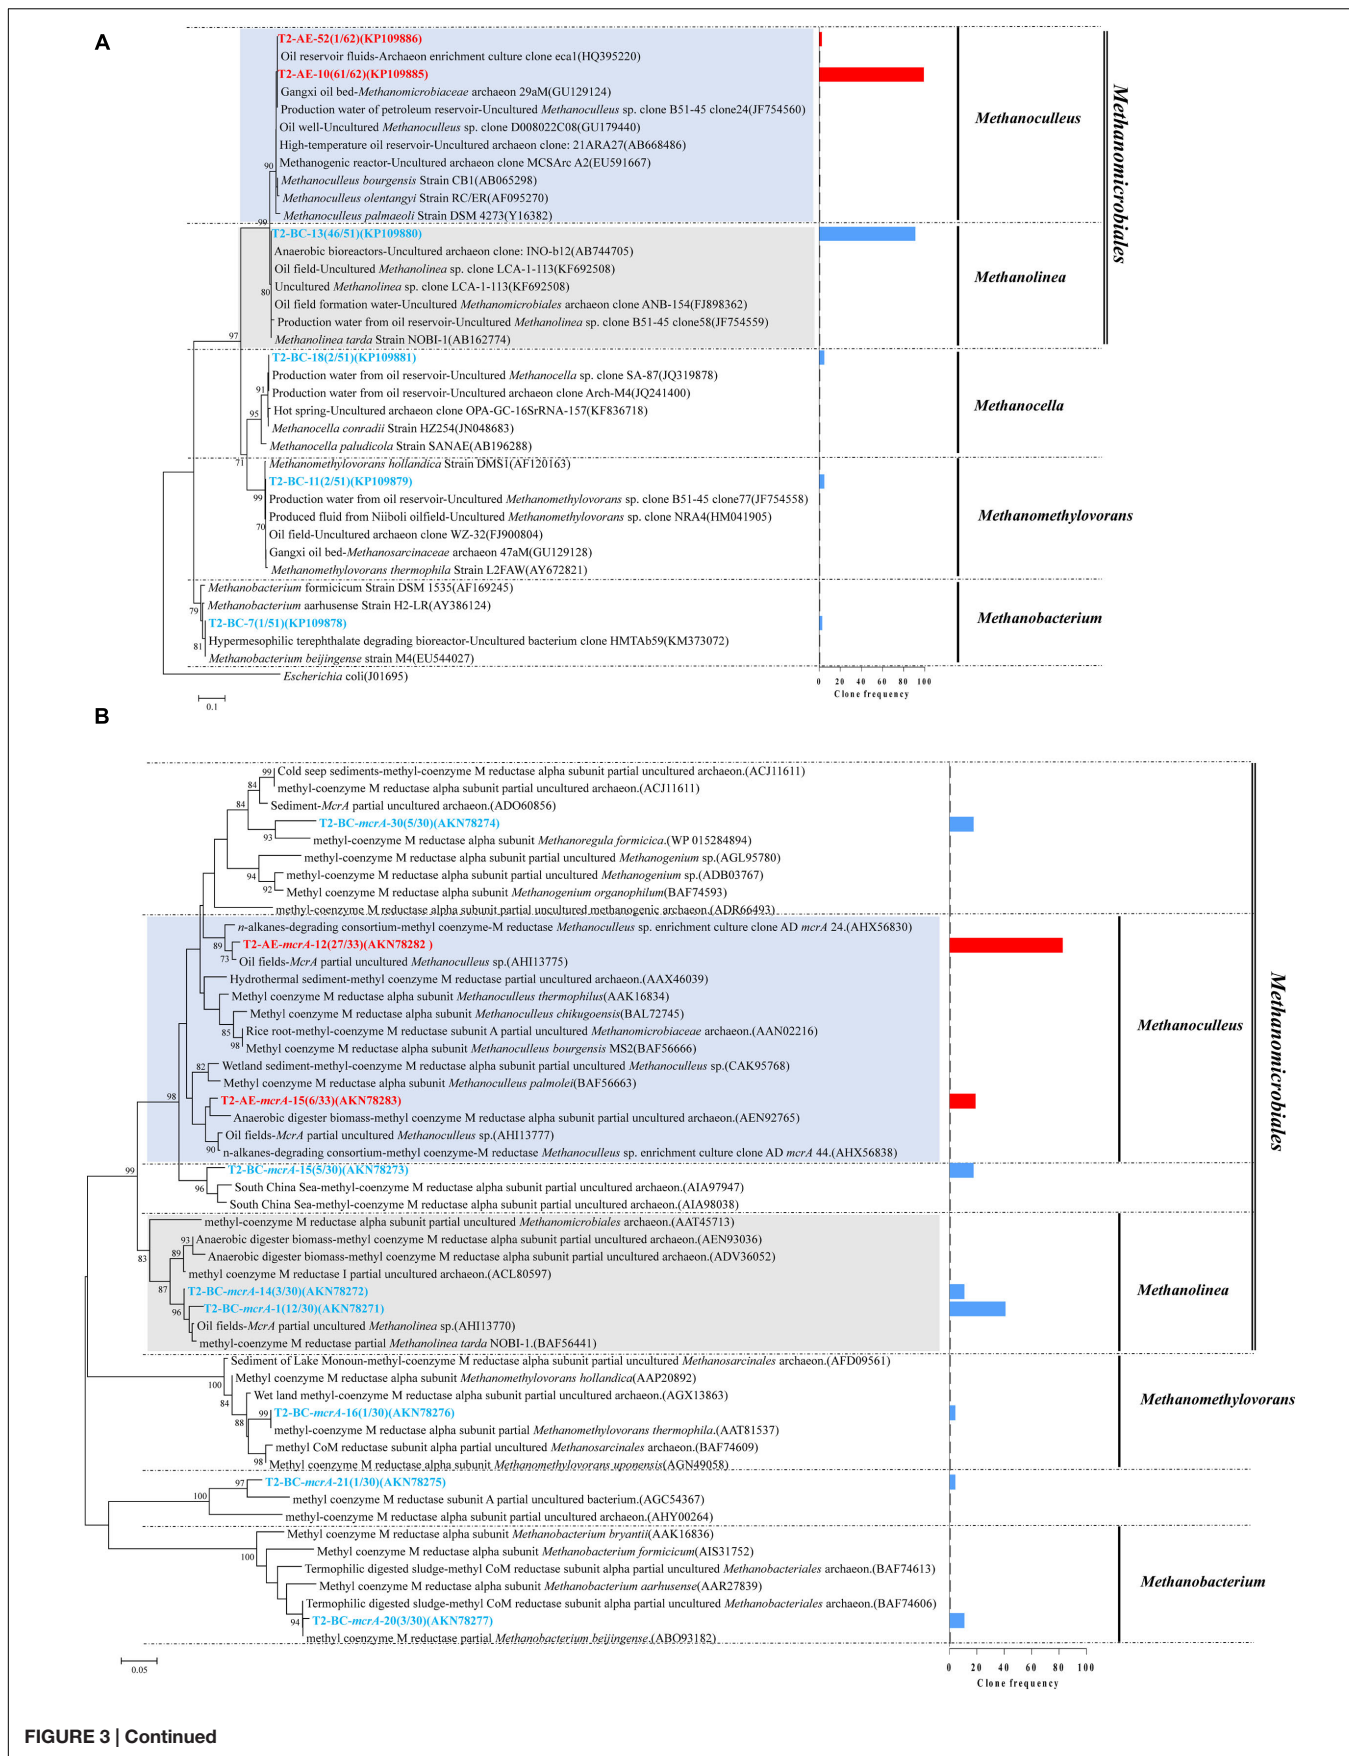 A
T2-AE-52(1/62)(KP109886)
Oil reservoir fluids-Archaeon enrichment culture clone eca1(HQ395220)
T2-AE-10(61/62)(KP109885)
Gangxi oil bed-Methanomicrobiaceae archaeon 29aM(GU129124)
Production water of petroleum reservoir-Uncultured Methanoculleus sp. clone B51-45 clone24(JF754560)
Oil well-Uncultured Methanoculleus sp. clone D008022C08(GU179440)
High-temperature oil reservoir-Uncultured archaeon clone: 21ARA27(AB668486)
Methanogenic reactor-Uncultured archaeon clone MCSArc A2(EU591667)
90
Methanoculleus bourgensis Strain CB1(AB065298)
Methanoculleus olentangyi Strain RC/ER(AF095270)
Methanoculleus palmaeoli Strain DSM 4273(Y16382)
Methanoculleus
Methanomicrobiales
99
T2-BC-13(46/51)(KP109880)
Anaerobic bioreactors-Uncultured archaeon clone: INO-b12(AB744705)
Oil field-Uncultured Methanolinea sp. clone LCA-1-113(KF692508)
Uncultured Methanolinea sp. clone LCA-1-113(KF692508)
80
Oil field formation water-Uncultured Methanomicrobiales archaeon clone ANB-154(FJ898362)
Production water from oil reservoir-Uncultured Methanolinea sp. clone B51-45 clone58(JF754559)
Methanolinea tarda Strain NOBI-1(AB162774)
Methanolinea
97
T2-BC-18(2/51)(KP109881)
Production water from oil reservoir-Uncultured Methanocella sp. clone SA-87(JQ319878)
91
Production water from oil reservoir-Uncultured archaeon clone Arch-M4(JQ241400)
95
Hot spring-Uncultured archaeon clone OPA-GC-16SrRNA-157(KF836718)
Methanocella conradii Strain HZ254(JN048683)
Methanocella paludicola Strain SANAE(AB196288)
Methanocella
71
Methanomethylovorans hollandica Strain DMS1(AF120163)
T2-BC-11(2/51)(KP109879)
99
Production water from oil reservoir-Uncultured Methanomethylovorans sp. clone B51-45 clone77(JF754558)
Produced fluid from Niiboli oilfield-Uncultured Methanomethylovorans sp. clone NRA4(HM041905)
70
Oil field-Uncultured archaeon clone WZ-32(FJ900804)
Gangxi oil bed-Methanosarcinaceae archaeon 47aM(GU129128)
Methanomethylovorans thermophila Strain L2FAW(AY672821)
Methanomethylovorans
Methanobacterium formicicum Strain DSM 1535(AF169245)
Methanobacterium aarhusense Strain H2-LR(AY386124)
79
T2-BC-7(1/51)(KP109878)
Hypermesophilic terephthalate degrading bioreactor-Uncultured bacterium clone HMTAb59(KM373072)
81
Methanobacterium beijingense strain M4(EU544027)
Methanobacterium
Escherichia coli(J01695)
0.1
0 20 40 60 80 100
Clone frequency
B
99
Cold seep sediments-methyl-coenzyme M reductase alpha subunit partial uncultured archaeon.(ACJ11611)
84
methyl-coenzyme M reductase alpha subunit partial uncultured archaeon.(ACJ11611)
84
Sediment-McrA partial uncultured archaeon.(ADO60856)
T2-BC-mcrA-30(5/30)(AKN78274)
93
methyl-coenzyme M reductase alpha subunit Methanoregula formicica.(WP 015284894)
methyl-coenzyme M reductase alpha subunit partial uncultured Methanogenium sp.(AGL95780)
94
methyl-coenzyme M reductase alpha subunit partial uncultured Methanogenium sp.(ADB03767)
92
Methyl coenzyme M reductase alpha subunit Methanogenium organophilum(BAF74593)
methyl-coenzyme M reductase alpha subunit partial uncultured methanogenic archaeon.(ADR66493)
n-alkanes-degrading consortium-methyl coenzyme-M reductase Methanoculleus sp. enrichment culture clone AD mcrA 24.(AHX56830)
89
T2-AE-mcrA-12(27/33)(AKN78282 )
73
Oil fields-McrA partial uncultured Methanoculleus sp.(AHI13775)
Hydrothermal sediment-methyl coenzyme M reductase partial uncultured archaeon.(AAX46039)
Methyl coenzyme M reductase alpha subunit Methanoculleus thermophilus(AAK16834)
Methyl coenzyme M reductase alpha subunit Methanoculleus chikugoensis(BAL72745)
85
Rice root-methyl-coenzyme M reductase subunit A partial uncultured Methanomicrobiaceae archaeon.(AAN02216)
98
Methyl coenzyme M reductase alpha subunit Methanoculleus bourgensis MS2(BAF56666)
82
Wetland sediment-methyl-coenzyme M reductase alpha subunit partial uncultured Methanoculleus sp.(CAK95768)
Methyl coenzyme M reductase alpha subunit Methanoculleus palmolei(BAF56663)
98
T2-AE-mcrA-15(6/33)(AKN78283)
Anaerobic digester biomass-methyl coenzyme M reductase alpha subunit partial uncultured archaeon.(AEN92765)
Oil fields-McrA partial uncultured Methanoculleus sp.(AHI13777)
90
n-alkanes-degrading consortium-methyl coenzyme-M reductase Methanoculleus sp. enrichment culture clone AD mcrA 44.(AHX56838)
Methanoculleus
Methanomicrobiales
99
T2-BC-mcrA-15(5/30)(AKN78273)
96
South China Sea-methyl-coenzyme M reductase alpha subunit partial uncultured archaeon.(AIA97947)
South China Sea-methyl-coenzyme M reductase alpha subunit partial uncultured archaeon.(AIA98038)
methyl-coenzyme M reductase alpha subunit partial uncultured Methanomicrobiales archaeon.(AAT45713)
93
Anaerobic digester biomass-methyl coenzyme M reductase alpha subunit partial uncultured archaeon.(AEN93036)
83
89
Anaerobic digester biomass-methyl coenzyme M reductase alpha subunit partial uncultured archaeon.(ADV36052)
methyl coenzyme M reductase I partial uncultured archaeon.(ACL80597)
87
T2-BC-mcrA-14(3/30)(AKN78272)
96
T2-BC-mcrA-1(12/30)(AKN78271)
Oil fields-McrA partial uncultured Methanolinea sp.(AHI13770)
methyl-coenzyme M reductase partial Methanolinea tarda NOBI-1.(BAF56441)
Methanolinea
Sediment of Lake Monoun-methyl-coenzyme M reductase alpha subunit partial uncultured Methanosarcinales archaeon.(AFD09561)
100
Methyl coenzyme M reductase alpha subunit Methanomethylovorans hollandica(AAP20892)
84
Wet land methyl-coenzyme M reductase alpha subunit partial uncultured archaeon.(AGX13863)
99
T2-BC-mcrA-16(1/30)(AKN78276)
88
methyl-coenzyme M reductase alpha subunit partial Methanomethylovorans thermophila.(AAT81537)
methyl CoM reductase subunit alpha partial uncultured Methanosarcinales archaeon.(BAF74609)
98
Methyl coenzyme M reductase alpha subunit Methanomethylovorans uponensis(AGN49058)
Methanomethylovorans
97
T2-BC-mcrA-21(1/30)(AKN78275)
100
methyl coenzyme M reductase subunit A partial uncultured bacterium.(AGC54367)
methyl-coenzyme M reductase alpha subunit partial uncultured archaeon.(AHY00264)
Methyl coenzyme M reductase alpha subunit Methanobacterium bryantii(AAK16836)
100
Methyl coenzyme M reductase alpha subunit Methanobacterium formicicum(AIS31752)
Termophilic digested sludge-methyl CoM reductase subunit alpha partial uncultured Methanobacteriales archaeon.(BAF74613)
Methyl coenzyme M reductase alpha subunit Methanobacterium aarhusense(AAR27839)
Termophilic digested sludge-methyl CoM reductase subunit alpha partial uncultured Methanobacteriales archaeon.(BAF74606)
94
T2-BC-mcrA-20(3/30)(AKN78277)
methyl coenzyme M reductase partial Methanobacterium beijingense.(ABO93182)
Methanobacterium
0.05
0 20 40 60 80 100
Clone frequency
FIGURE 3 | Continued